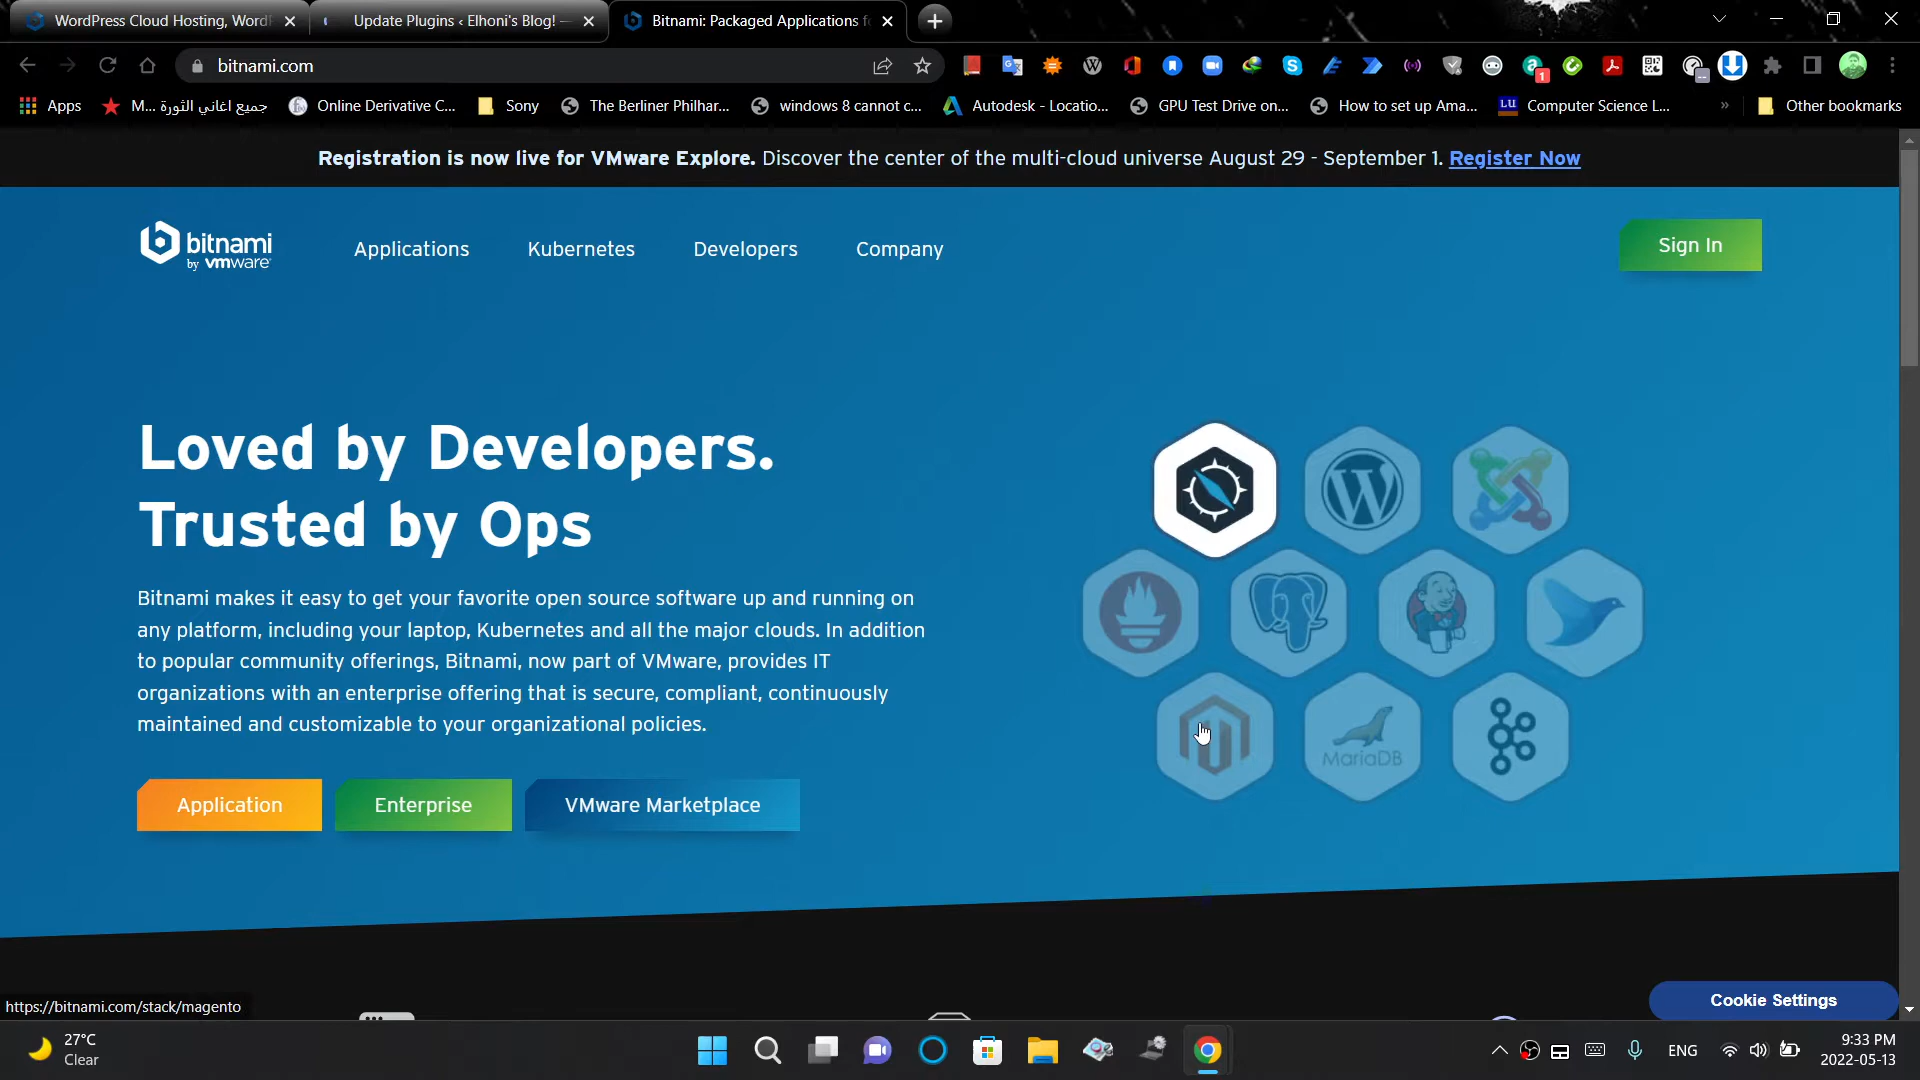 WordPress Cloud Hosting, WordP
Update Plugins ‹ Elhoni's Blog! —
Bitnami: Packaged Applications fo
bitnami.com
1
Apps
M... جميع اغاني الثورة
Online Derivative C...
Sony
The Berliner Philhar...
windows 8 cannot c...
Autodesk - Locatio...
GPU Test Drive on...
How to set up Ama...
LU
Computer Science L...
»
Other bookmarks
Registration is now live for VMware Explore. Discover the center of the multi-cloud universe August 29 - September 1. Register Now
bitnami
by vmware
Applications
Kubernetes
Developers
Company
Sign In
Loved by Developers.
Trusted by Ops
Bitnami makes it easy to get your favorite open source software up and running on
any platform, including your laptop, Kubernetes and all the major clouds. In addition
to popular community offerings, Bitnami, now part of VMware, provides IT
organizations with an enterprise offering that is secure, compliant, continuously
maintained and customizable to your organizational policies.
MariaDB
Application
Enterprise
VMware Marketplace
https://bitnami.com/stack/magento
Cookie Settings
27°C
Clear
ENG
9:33 PM
2022-05-13